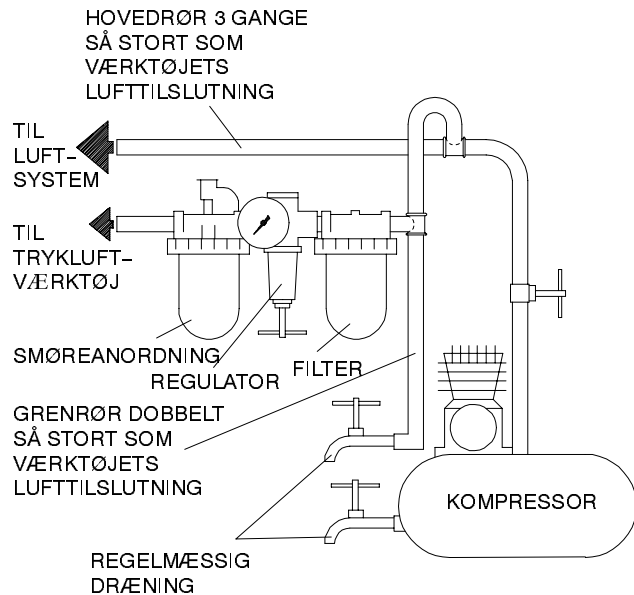 HOVEDRØR 3 GANGE
SÅ STORT SOM
VÆRKTØJETS
LUFTTILSLUTNING
TIL
LUFT-
SYSTEM
TIL
TRYKLUFT-
VÆRKTØJ
SMØREANORDNING
REGULATOR
FILTER
GRENRØR DOBBELT
SÅ STORT SOM
VÆRKTØJETS
LUFTTILSLUTNING
KOMPRESSOR
REGELMÆSSIG
DRÆNING